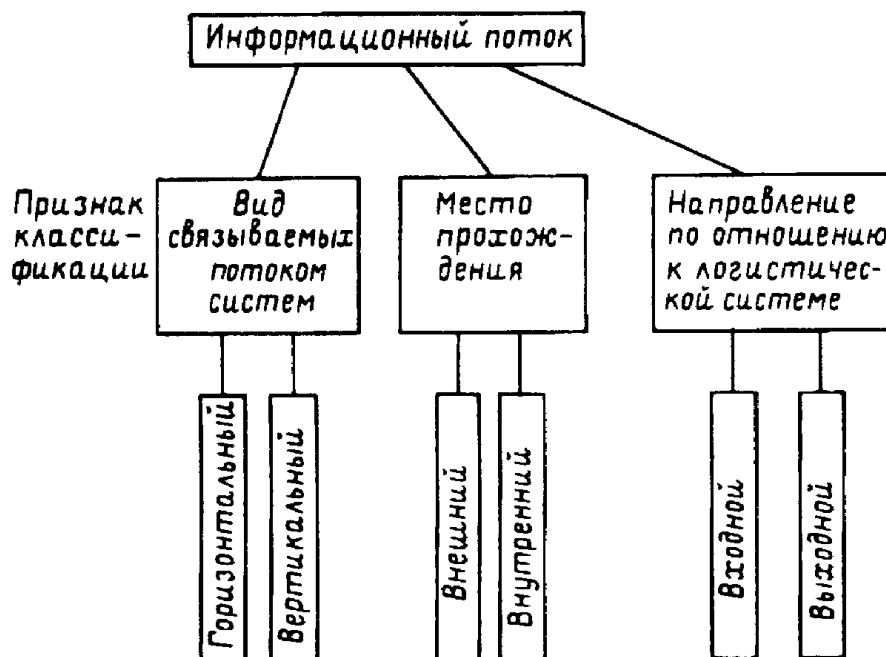 Информационный поток
Признак
класси-
фикации
Вид
связываемых
потоком
систем
Место
прохож-
дения
Направление
по отношению
к логистичес-
кой системе
Горизонтальный
Вертикальный
Внешний
Внутренний
Входной
Выходной